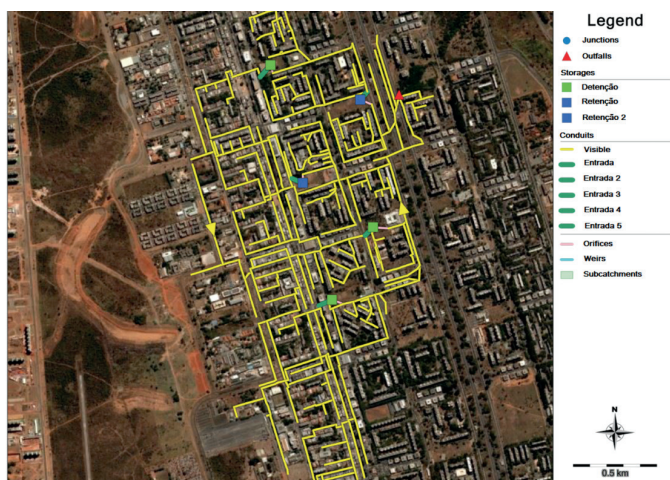 Legend
Junctions
Outfalls
Storages
Detenção
Retenção
Retenção 2
Conduits
Visible
Entrada
Entrada 2
Entrada 3
Entrada 4
Entrada 5
Orifices
Weirs
Subcatchments
N
0.5 km